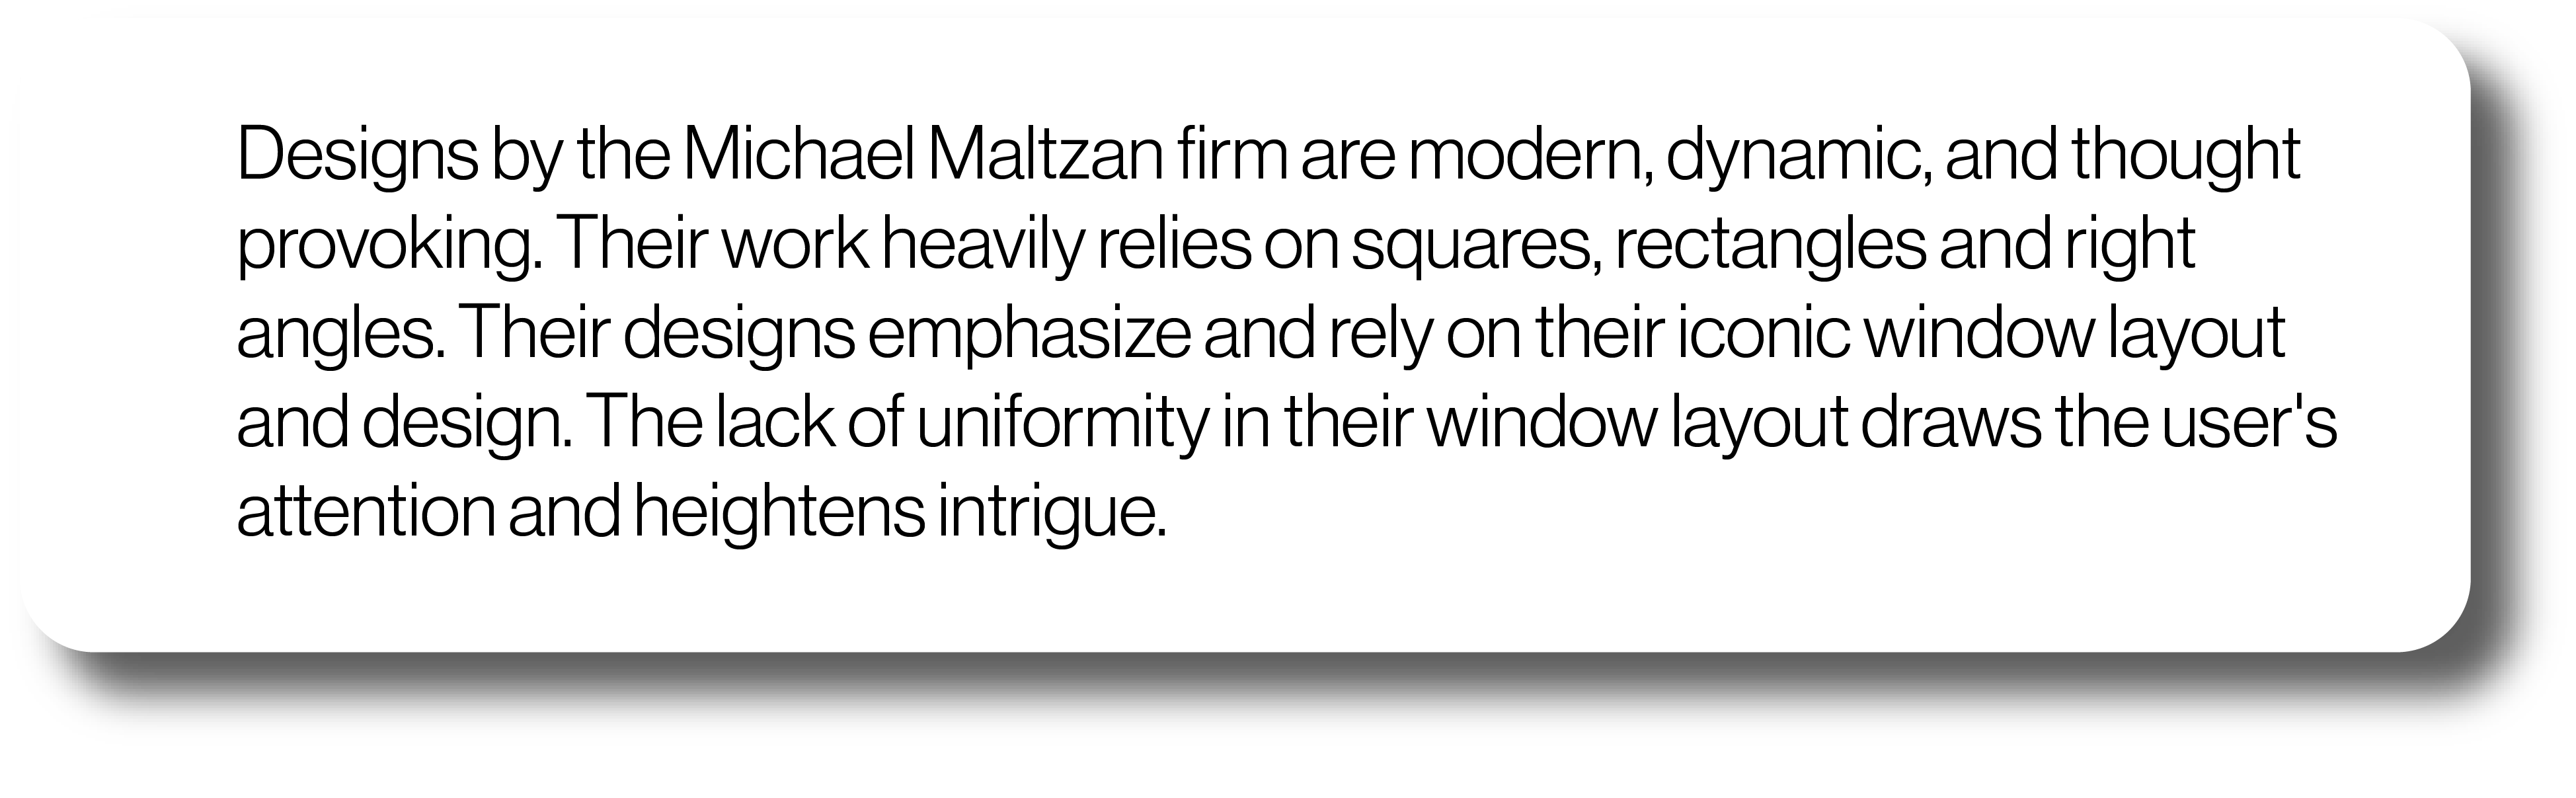 Designs by the Michael Maltzan firm are modern, dynamic, and thought
provoking. Their work heavily relies on squares, rectangles and right
angles. Their designs emphasize and rely on their iconic window layout
and design. The lack of uniformity in their window layout draws the user's
attention and heightens intrigue.